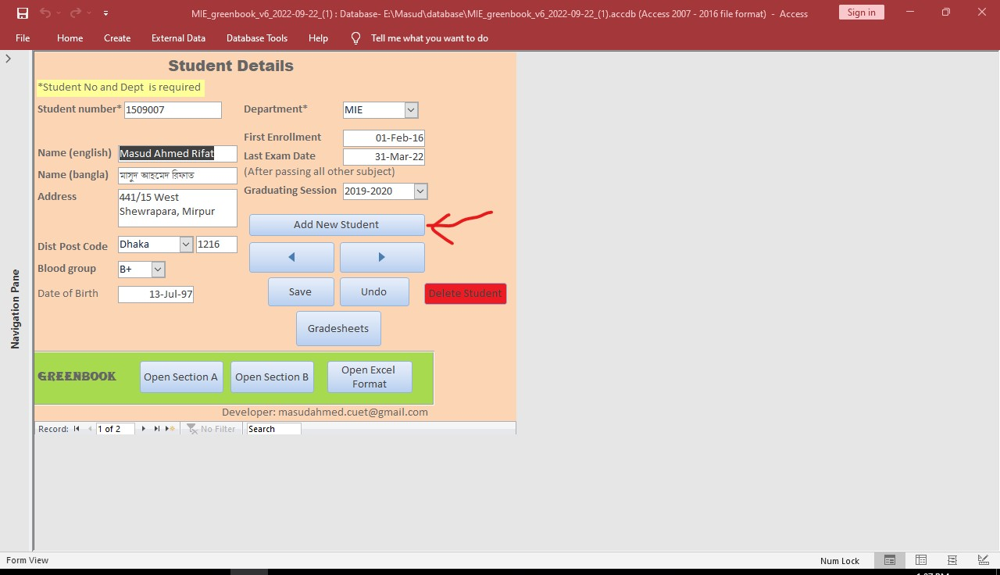 MIE_greenbook_v6_2022-09-22_(1) : Database- E:\Masud\database\MIE_greenbook_v6_2022-09-22_(1).accdb (Access 2007 - 2016 file format) - Access
Sign in
File Home Create External Data Database Tools Help Tell me what you want to do
Navigation Pane
Student Details
*Student No and Dept is required
Student number* 1509007 Department* MIE
First Enrollment 01-Feb-16
Name (english) Masud Ahmed Rifat Last Exam Date 31-Mar-22
(After passing all other subject)
Name (bangla) মাসুদ আহমেদ রিফাত
Graduating Session 2019-2020
Address 441/15 West
Shewrapara, Mirpur
Add New Student
Dist Post Code Dhaka 1216
Blood group B+
Date of Birth 13-Jul-97
Save Undo Delete Student
Gradesheets
GREENBOOK Open Section A Open Section B Open Excel
Format
Developer: masudahmed.cuet@gmail.com
Record: 1 of 2 No Filter Search
Form View Num Lock